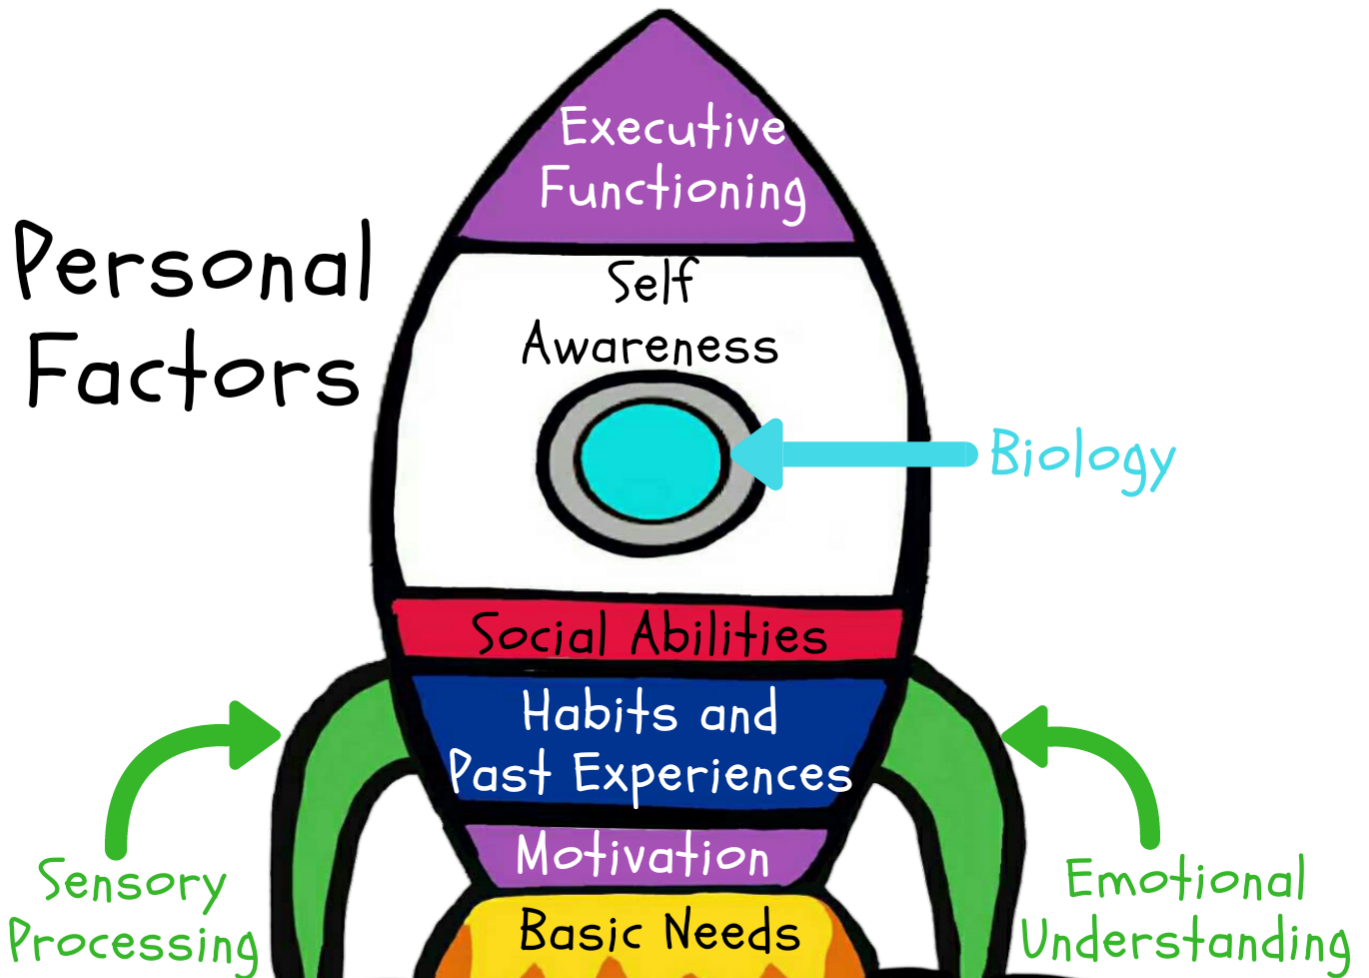 Executive
Functioning
Personal
Factors
Self
Awareness
Biology
Social Abilities
Habits and
Past Experiences
Motivation
Sensory
Processing
Emotional
Understanding
Basic Needs